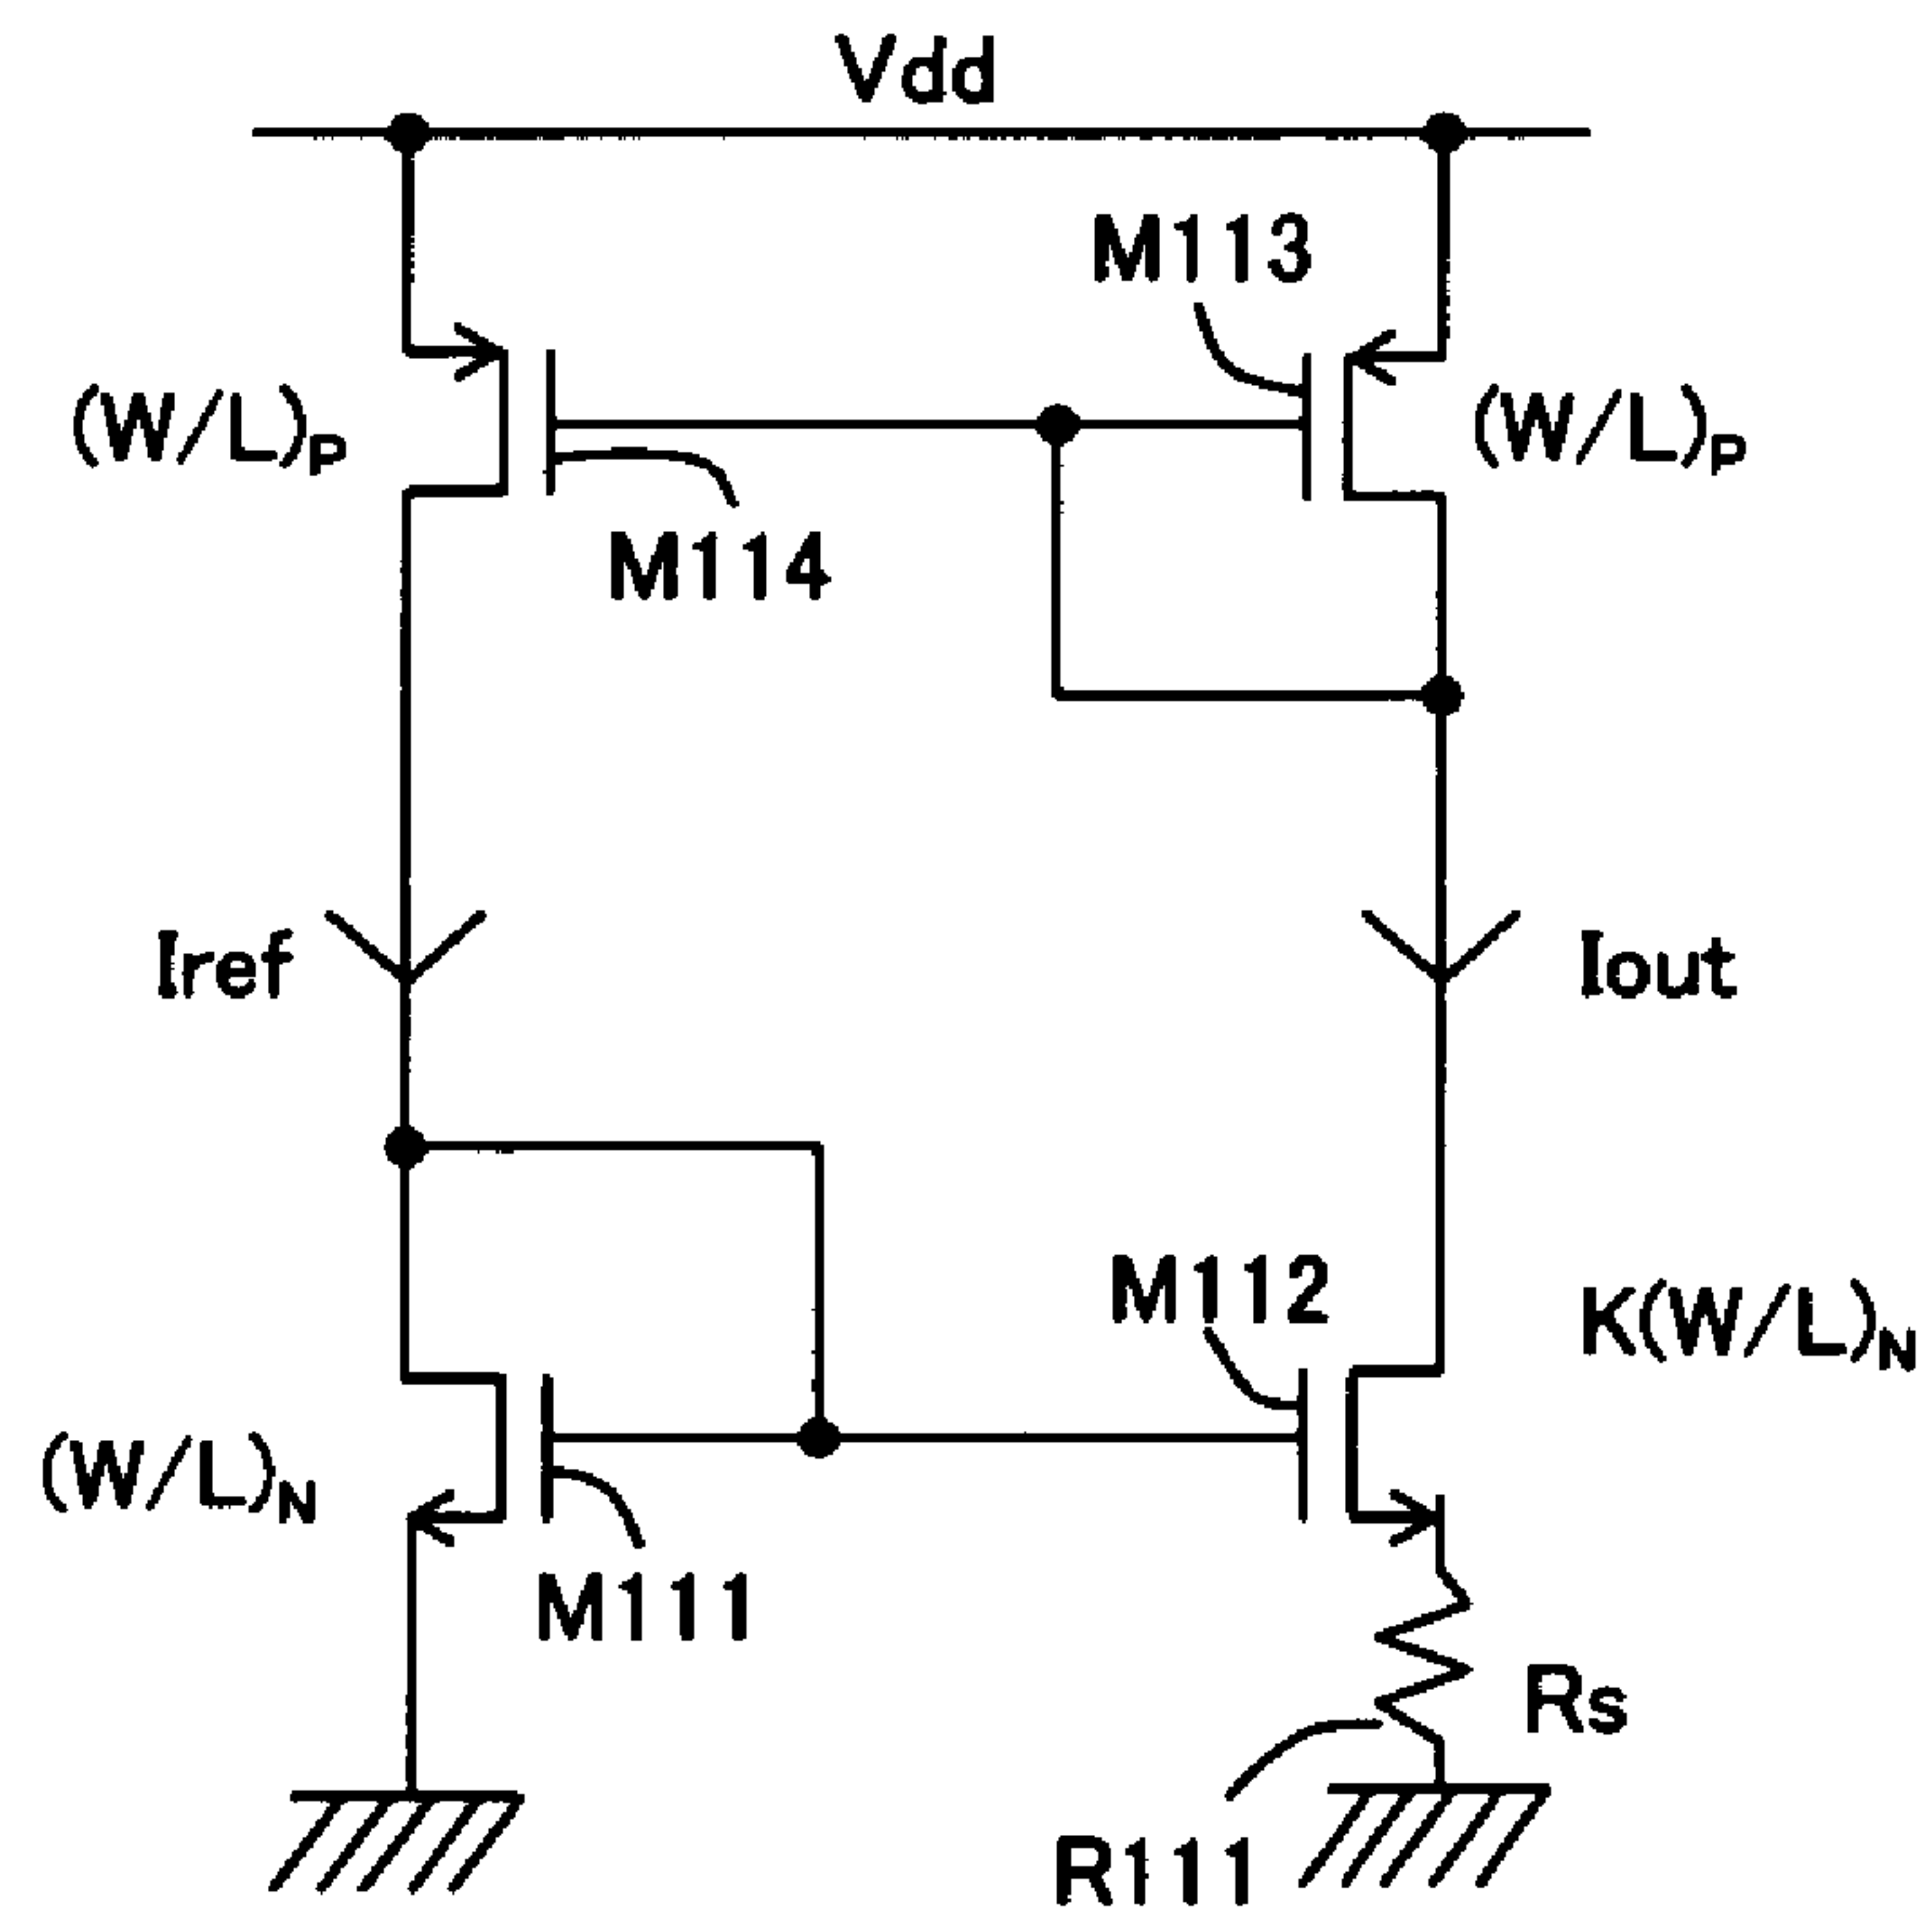 Vdd
M113
(W/L)P
(W/L)P
M114
Iref
Iout
M112
K(W/L)N
(W/L)N
M111
Rs
R111